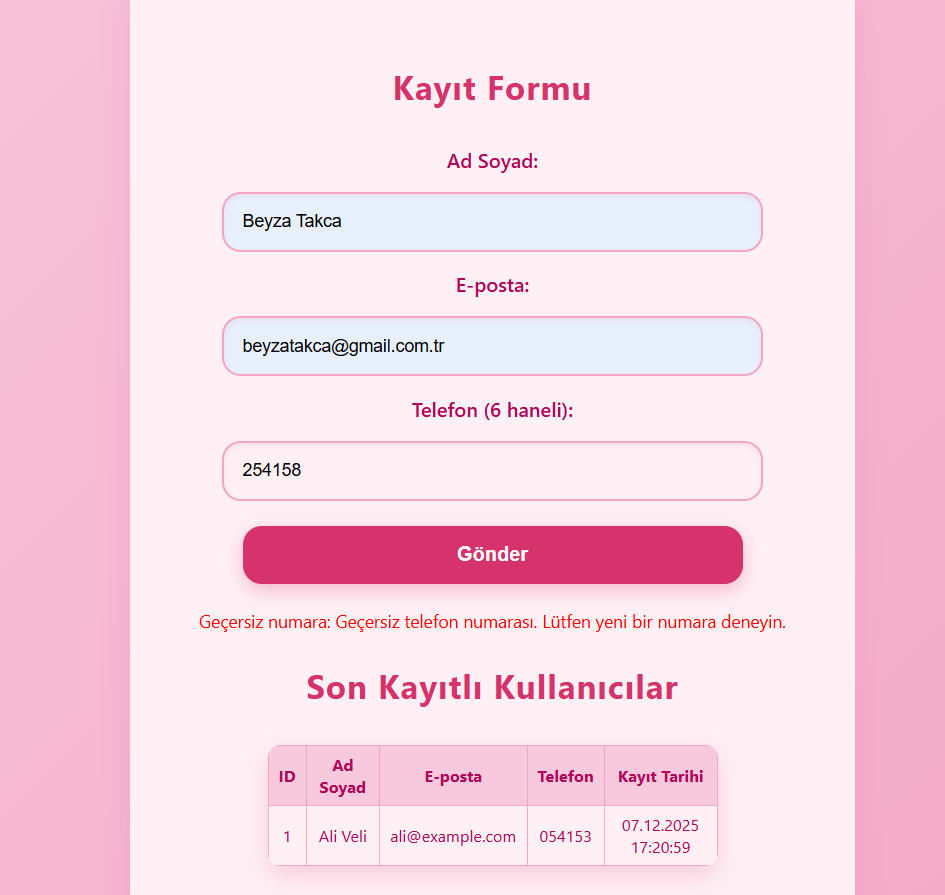 Kayıt Formu
Ad Soyad:
Beyza Takca
E-posta:
beyzatakca@gmail.com.tr
Telefon (6 haneli):
254158
Gönder
Geçersiz numara: Geçersiz telefon numarası. Lütfen yeni bir numara deneyin.
Son Kayıtlı Kullanıcılar
ID Ad Soyad E-posta Telefon Kayıt Tarihi
1 Ali Veli ali@example.com 054153 07.12.2025 17:20:59